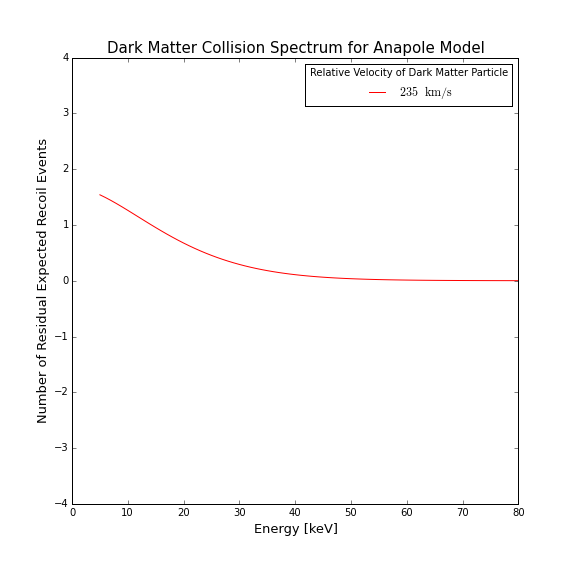 Dark Matter Collision Spectrum for Anapole Model
Relative Velocity of Dark Matter Particle
235 km/s
Number of Residual Expected Recoil Events
4
3
2
1
0
−1
−2
−3
−4
0 10 20 30 40 50 60 70 80
Energy [keV]